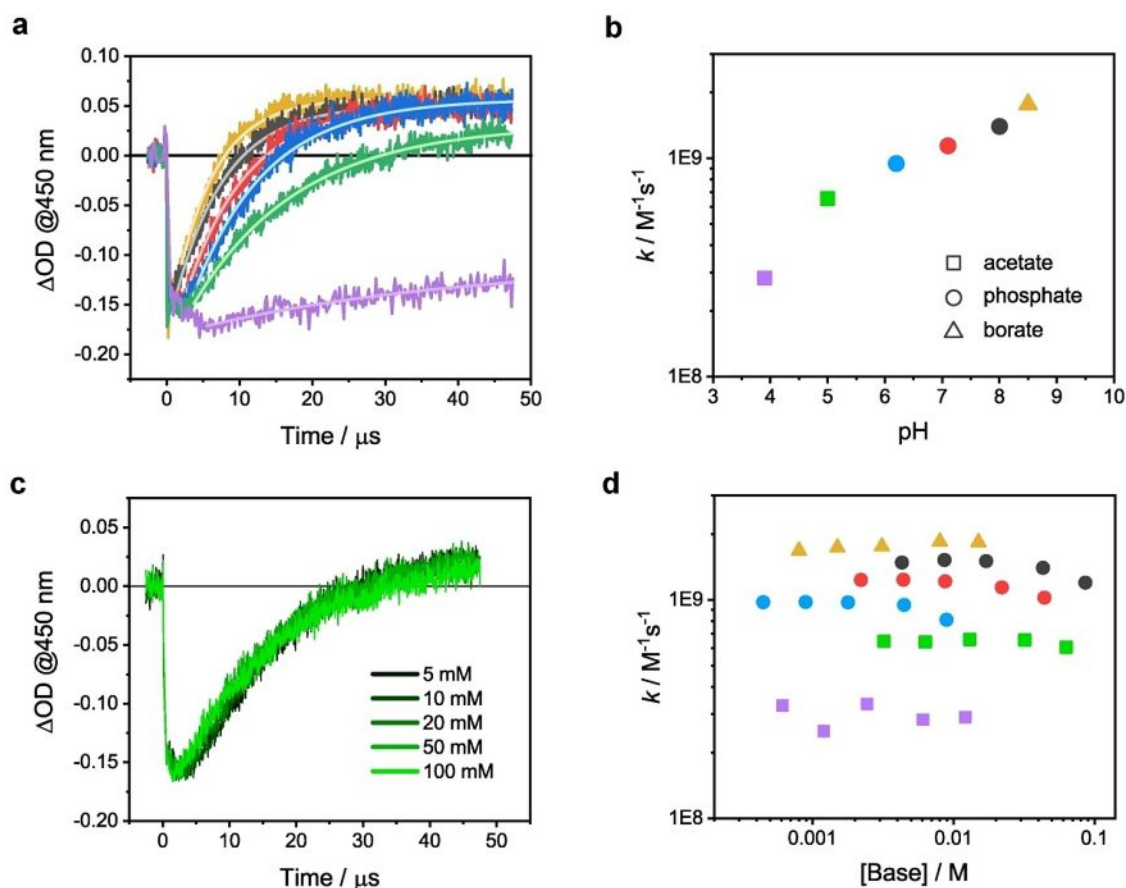 a
0.10
0.05
0.00
-0.05
-0.10
-0.15
-0.20
ΔOD @450 nm
0 10 20 30 40 50
Time / μs
b
1E9
1E8
k / M⁻¹s⁻¹
acetate
phosphate
borate
3 4 5 6 7 8 9 10
pH
c
0.05
0.00
-0.05
-0.10
-0.15
-0.20
ΔOD @450 nm
5 mM
10 mM
20 mM
50 mM
100 mM
0 10 20 30 40 50
Time / μs
d
1E9
1E8
k / M⁻¹s⁻¹
0.001 0.01 0.1
[Base] / M